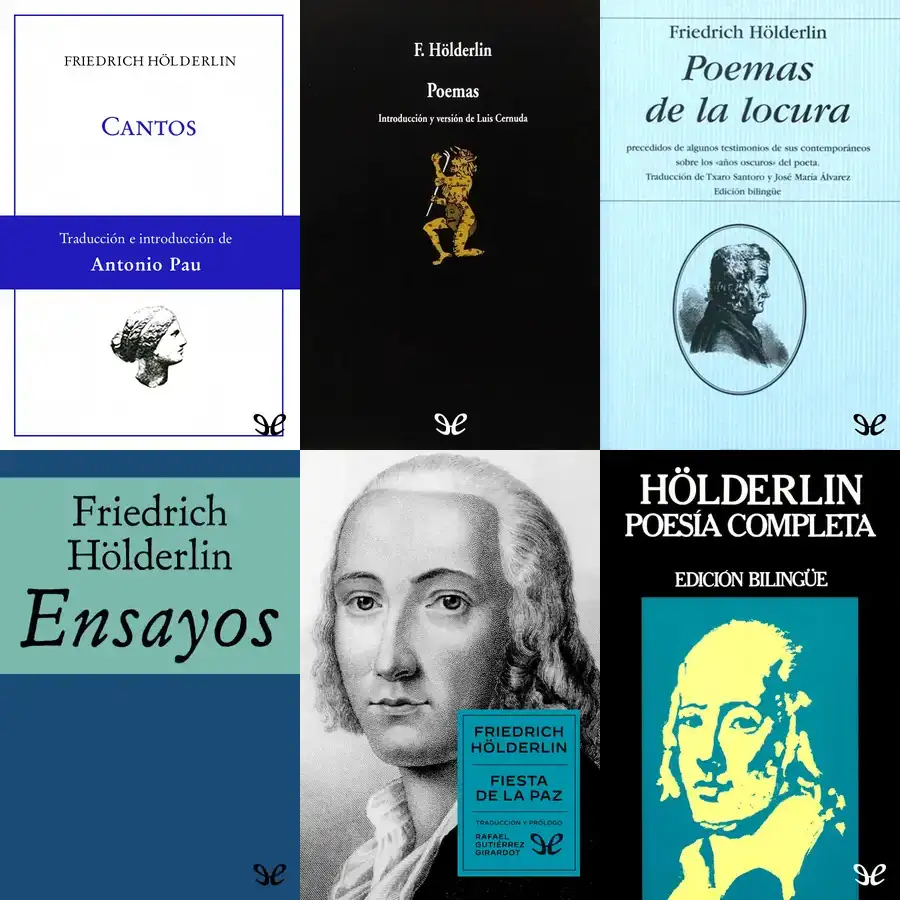 FRIEDRICH HÖLDERLIN
CANTOS
Traducción e introducción de
Antonio Pau
F. Hölderlin
Poemas
Introducción y versión de Luis Cernuda
Friedrich Hölderlin
Poemas
de la locura
precedidos de algunos testimonios de sus contemporáneos
sobre los «años oscuros» del poeta.
Traducción de Txaro Santoro y José María Álvarez
Edición bilingüe
Friedrich
Hölderlin
Ensayos
FRIEDRICH
HÖLDERLIN
FIESTA
DE LA PAZ
TRADUCCIÓN Y PRÓLOGO
RAFAEL
GUTIÉRREZ
GIRARDOT
HÖLDERLIN
POESÍA COMPLETA
EDICIÓN BILINGÜE